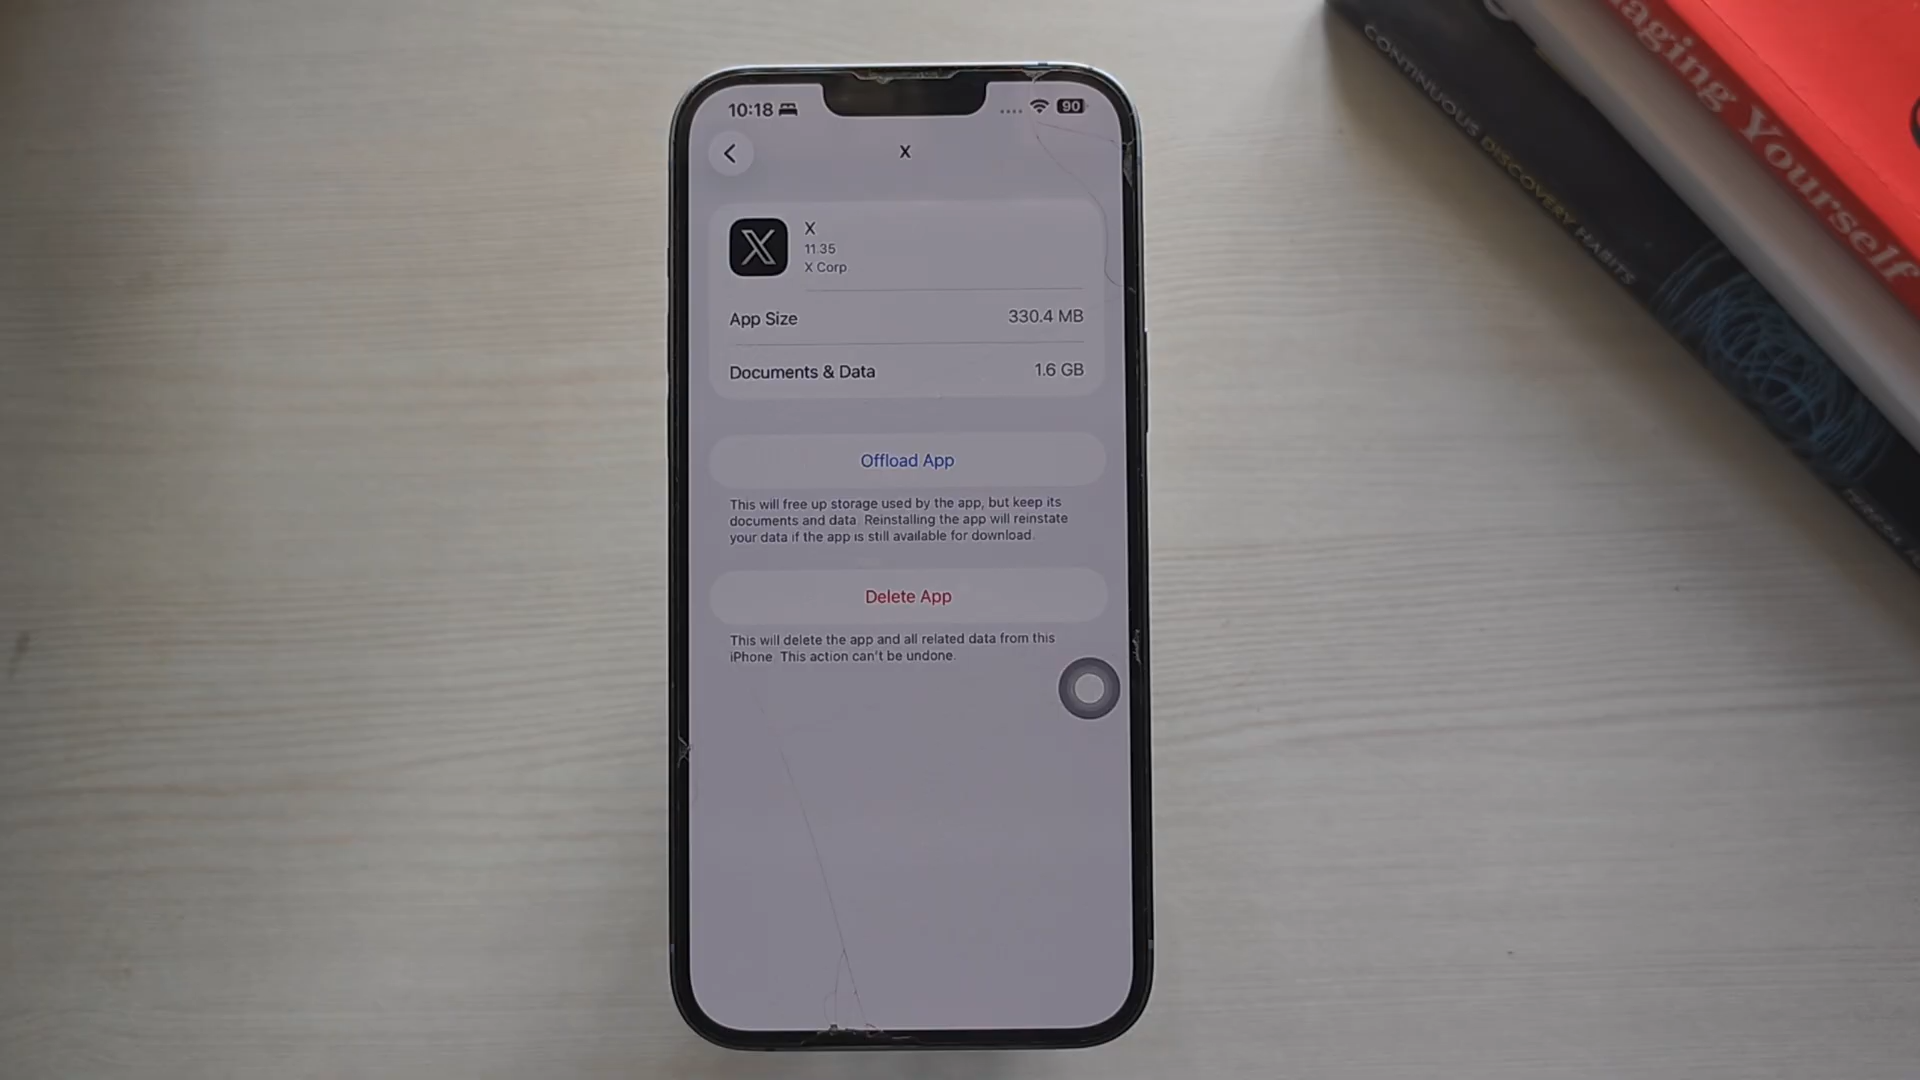 10:18
90
X
X
11.35
X Corp
App Size
330.4 MB
Documents & Data
1.6 GB
Offload App
This will free up storage used by the app, but keep its
documents and data. Reinstalling the app will reinstate
your data if the app is still available for download.
Delete App
This will delete the app and all related data from this
iPhone. This action can't be undone.
CONTINUOUS DISCOVERY HABITS
aging Yourself